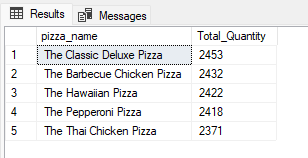 Results Messages
pizza_name Total_Quantity
1 The Classic Deluxe Pizza 2453
2 The Barbecue Chicken Pizza 2432
3 The Hawaiian Pizza 2422
4 The Pepperoni Pizza 2418
5 The Thai Chicken Pizza 2371